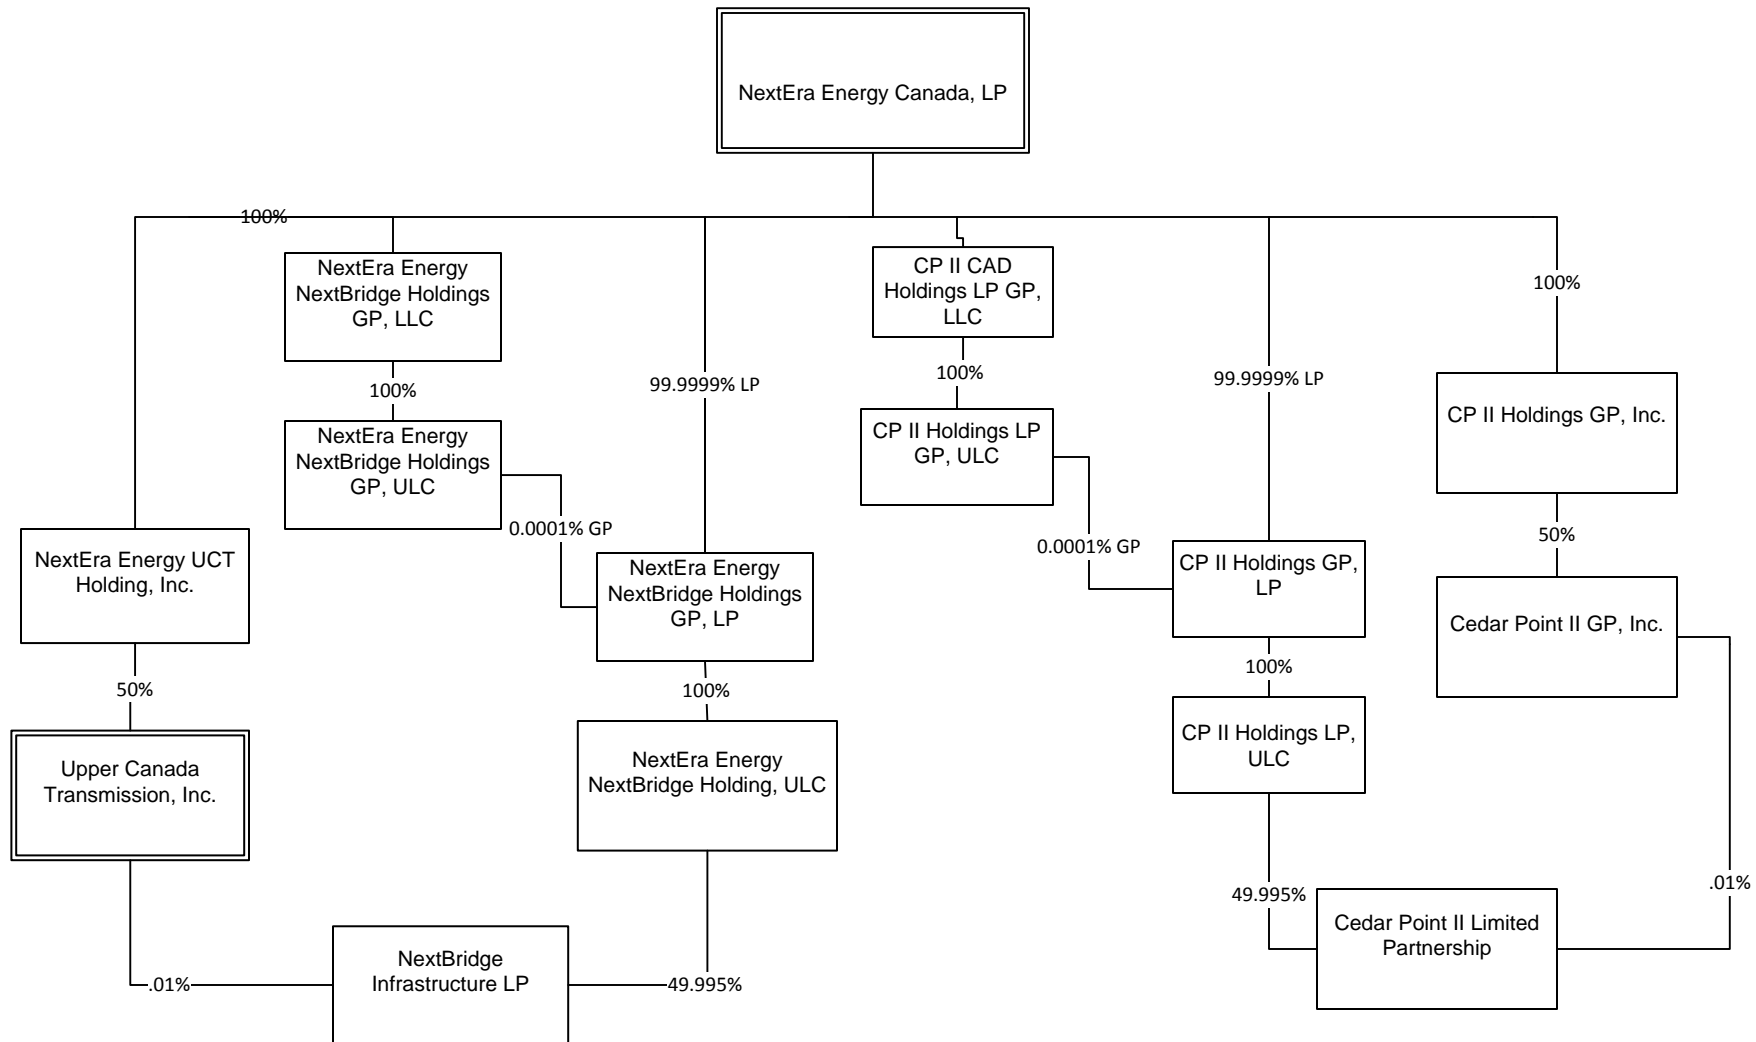 NextEra Energy Canada, LP
100%
NextEra Energy
NextBridge Holdings
GP, LLC
CP II CAD
Holdings LP GP,
LLC
100%
100%
99.9999% LP
100%
99.9999% LP
CP II Holdings GP, Inc.
NextEra Energy
NextBridge Holdings
GP, ULC
CP II Holdings LP
GP, ULC
0.0001% GP
0.0001% GP
50%
NextEra Energy UCT
Holding, Inc.
NextEra Energy
NextBridge Holdings
GP, LP
CP II Holdings GP,
LP
Cedar Point II GP, Inc.
50%
100%
100%
Upper Canada
Transmission, Inc.
NextEra Energy
NextBridge Holding, ULC
CP II Holdings LP,
ULC
49.995%
.01%
Cedar Point II Limited
Partnership
NextBridge
Infrastructure LP
.01%
49.995%